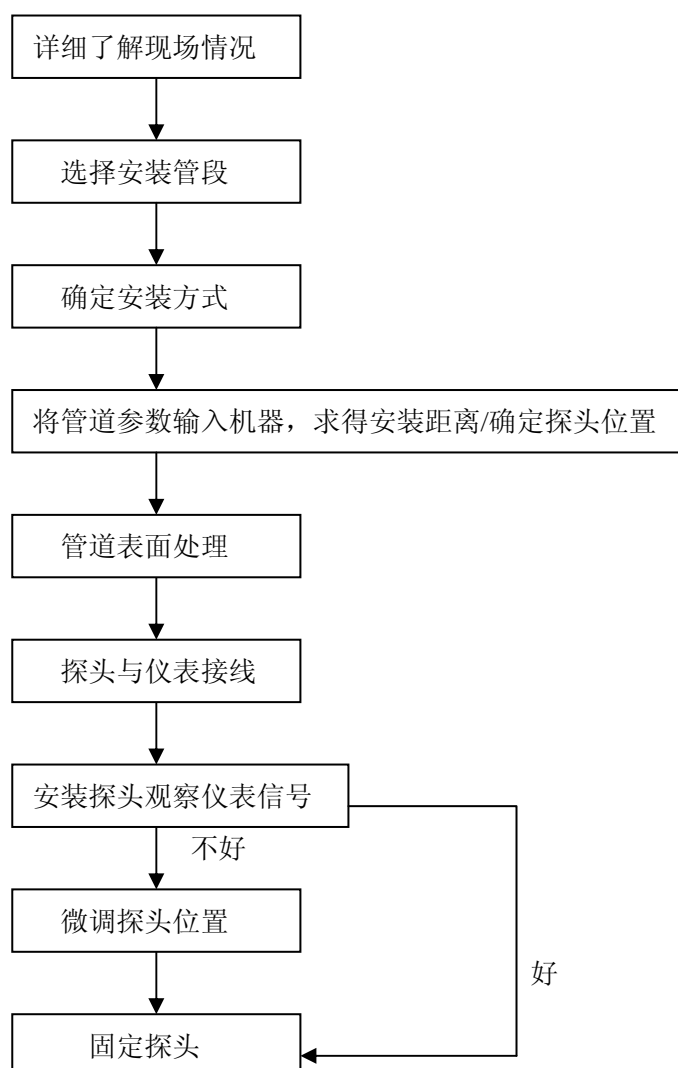 详细了解现场情况
选择安装管段
确定安装方式
将管道参数输入机器，求得安装距离/确定探头位置
管道表面处理
探头与仪表接线
安装探头观察仪表信号
不好
微调探头位置
好
固定探头